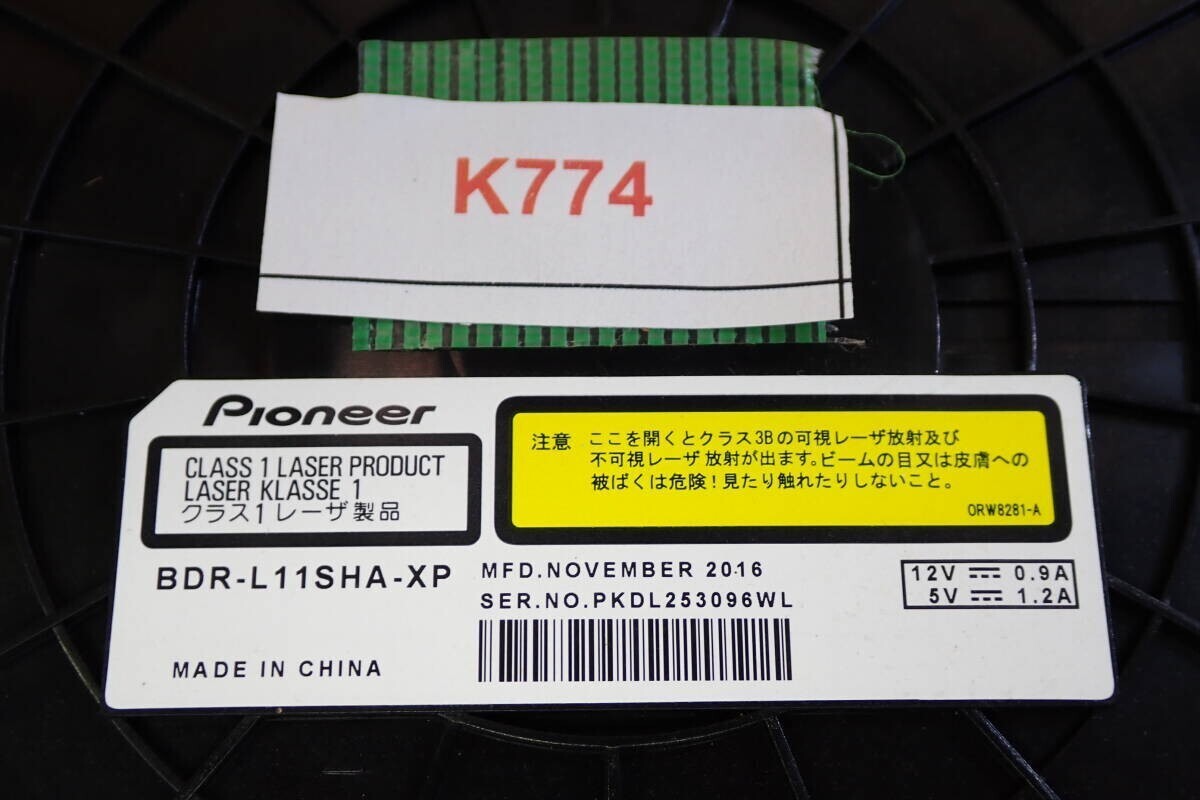 K774
Pioneer
CLASS 1 LASER PRODUCT
LASER KLASSE 1
クラス1 レーザ製品
注意 ここを開くとクラス3Bの可視レーザ放射及び
不可視レーザ放射が出ます。ビームの目又は皮膚への
被ばくは危険！見たり触れたりしないこと。
ORW8281-A
BDR-L11SHA-XP
MFD.NOVEMBER 2016
SER.NO.PKDL253096WL
12V ⎓ 0.9A
5V ⎓ 1.2A
MADE IN CHINA